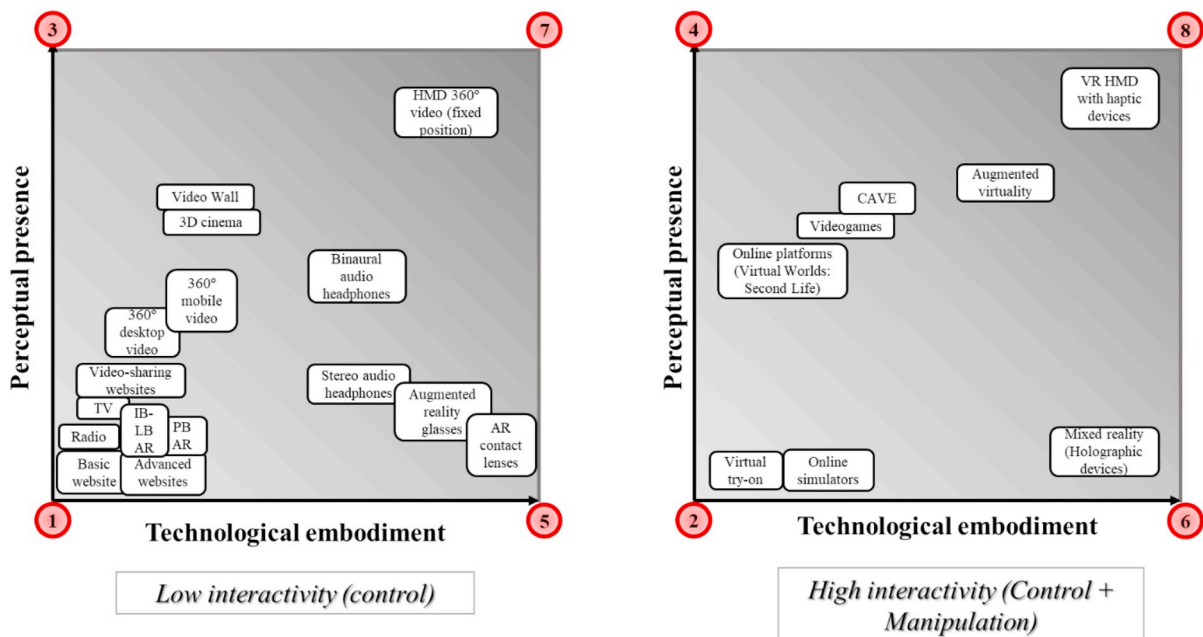 3
7
HMD 360°
video (fixed
position)
Video Wall
3D cinema
Binaural
audio
headphones
360°
mobile
video
360°
desktop
video
Video-sharing
websites
Stereo audio
headphones
TV
IB-
LB
AR
PB
AR
Augmented
reality
glasses
AR
contact
lenses
Radio
Basic
website
Advanced
websites
Perceptual presence
1
5
Technological embodiment
Low interactivity (control)
4
8
VR HMD
with haptic
devices
Augmented
virtuality
CAVE
Videogames
Online platforms
(Virtual Worlds:
Second Life)
Mixed reality
(Holographic
devices)
Virtual
try-on
Online
simulators
Perceptual presence
2
6
Technological embodiment
High interactivity (Control +
Manipulation)